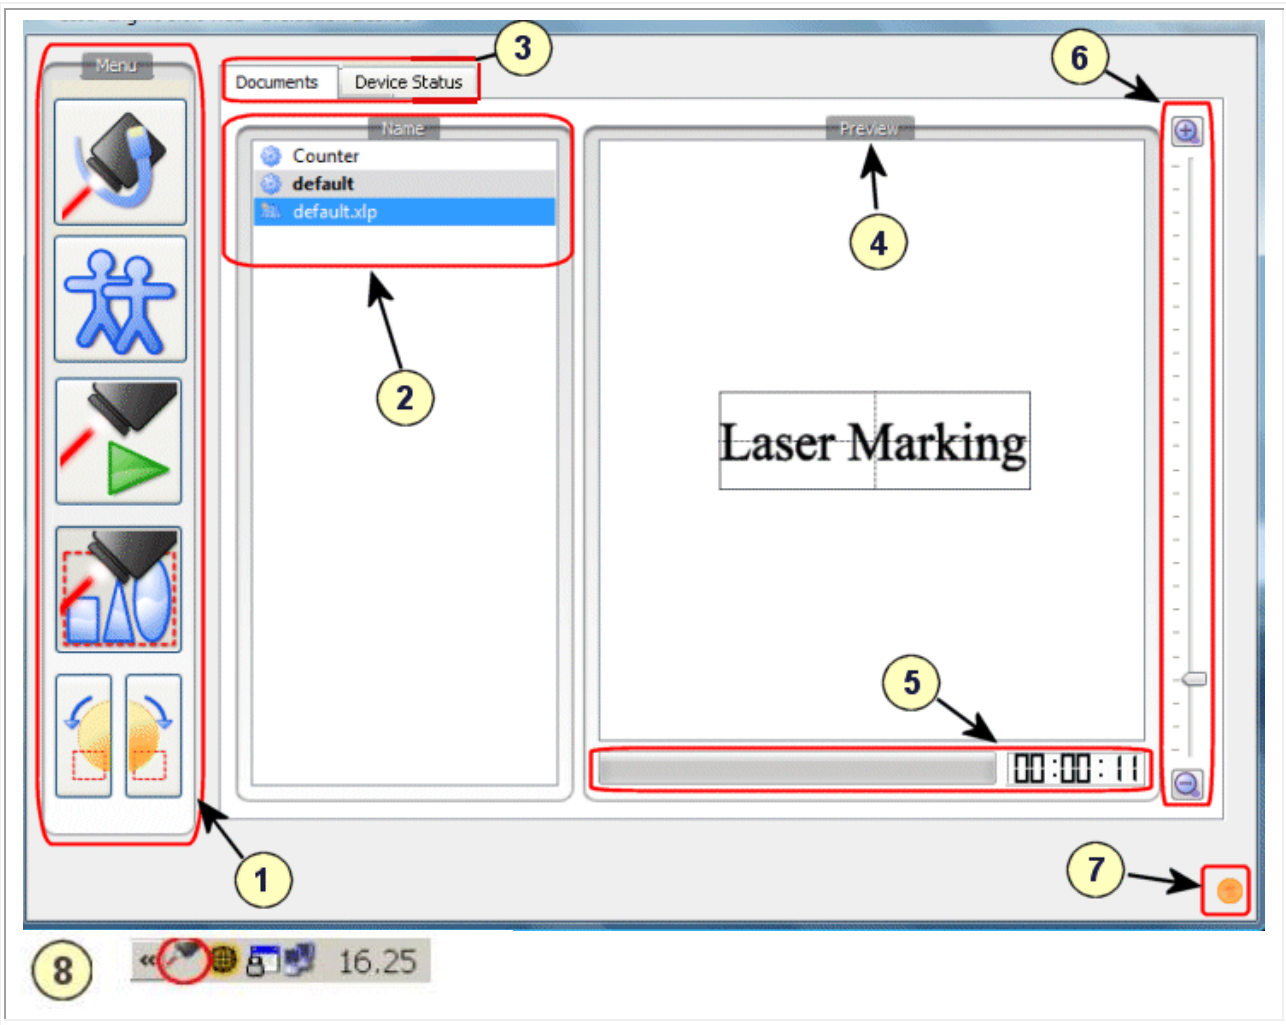 3
6
Menu
Documents Device Status
Name
Preview
Counter
default
default.xlp
4
2
Laser Marking
5
00:00:11
1
7
8
« 16.25